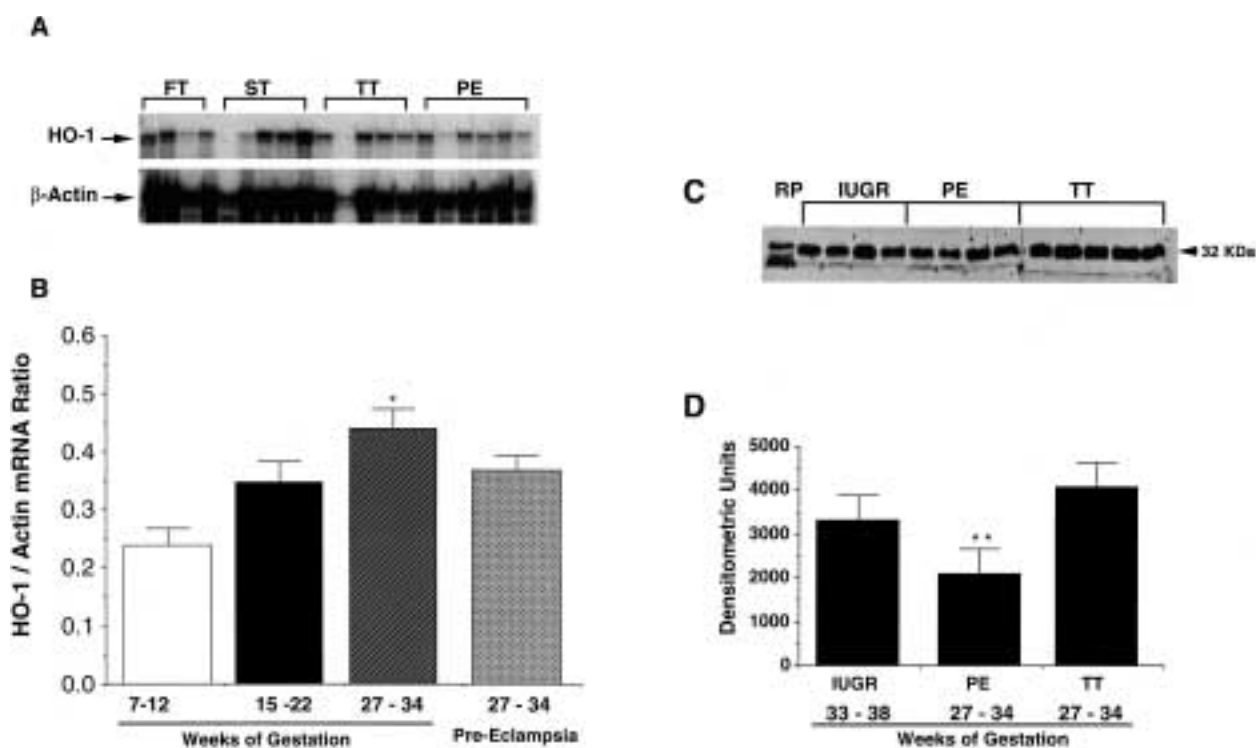 A
FT ST TT PE
HO-1
β-Actin
B
HO-1 / Actin mRNA Ratio
0.6
0.5
0.4
0.3
0.2
0.1
0.0
*
7-12 15 -22 27 - 34 27 - 34
Weeks of Gestation Pre-Eclampsia
C
RP IUGR PE TT
32 KDa
D
Densitometric Units
5000
4000
3000
2000
1000
0
* *
IUGR PE TT
33 - 38 27 - 34 27 - 34
Weeks of Gestation